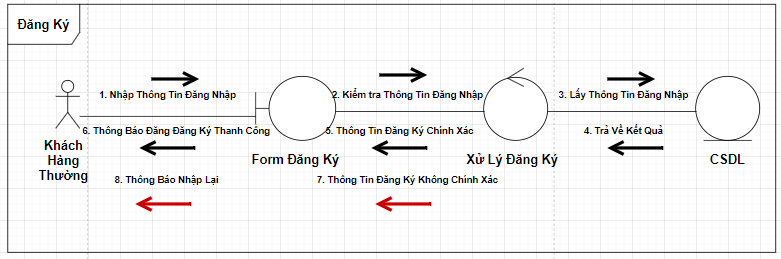 Đăng Ký
1. Nhập Thông Tin Đăng Nhập
2. Kiểm tra Thông Tin Đăng Nhập
3. Lấy Thông Tin Đăng Nhập
6. Thông Báo Đăng Đăng Ký Thanh Công
5. Thông Tin Đăng Ký Chính Xác
4. Trả Về Kết Quả
Khách
Hàng
Thường
Form Đăng Ký
Xử Lý Đăng Ký
CSDL
8. Thông Báo Nhập Lại
7. Thông Tin Đăng Ký Không Chính Xác